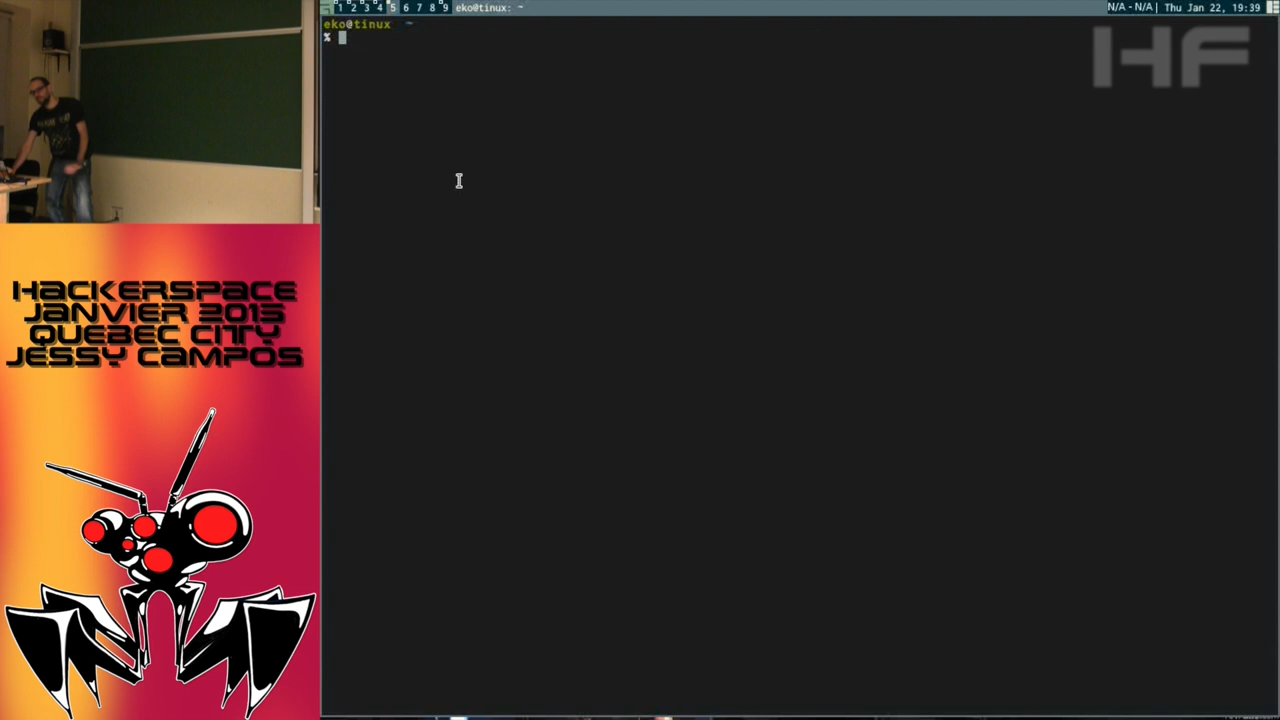 1 2 3 4 5 6 7 8 9 eko@tinux: ~
N/A - N/A | Thu Jan 22, 19:39
eko@tinux ~
%
HF
HACKERSPACE
JANVIER 2015
QUEBEC CITY
JESSY CAMPOS